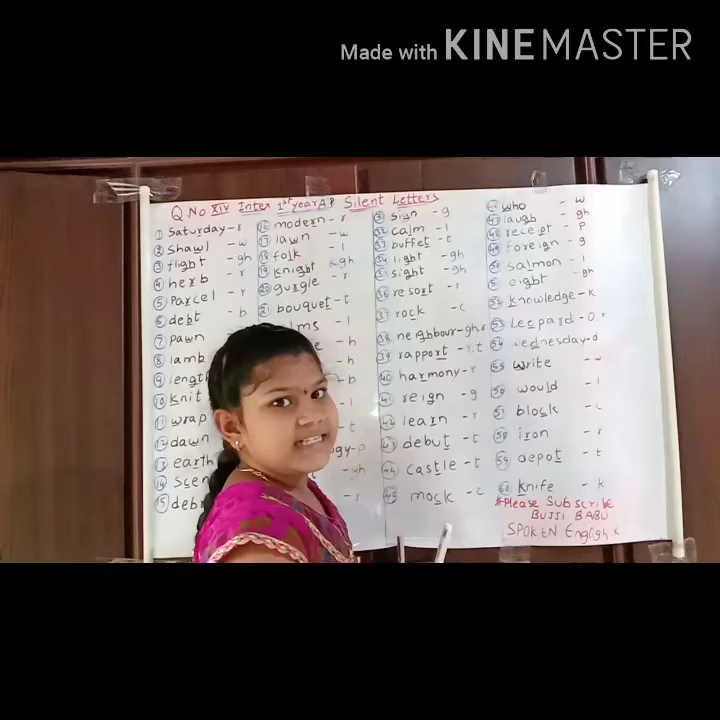 Made with KINEMASTER
Q.No XIV Inter 1st year AP Silent Letters
1 Saturday - r
2 Shawl - w
3 flight - gh
4 herb - r
5 Parcel - r
6 debt - b
7 Pawn
8 lamb
9 length
10 Knit
11 wrap
12 dawn
13 earth
14 Scen
15 deb
16 modern - r
17 lawn - w
18 folk - l
19 knight - k gh
20 gurgle - r
21 bouquet - t
lms - l
e - h
- h
- b
- l
- t
ogy - p
- gh
- r
31 sign - g
32 calm - l
33 buffet - t
34 light - gh
35 sight - gh
36 resort - r
37 rock - c
38 neighbour - gh
39 rapport - r, t
40 harmony - r
41 reign - g
42 learn - r
43 debut - t
44 castle - t
45 mock - c
46 who - w
47 laugh - gh
48 receipt - P
49 foreign - g
50 salmon - l
51 eight - gh
52 knowledge - k
53 Leopard - o, r
54 wednesday - d
55 write - w
56 would - l
57 block - c
58 iron - r
59 depot - t
60 knife - k
*Please Subscribe
BUJJI BABU
SPOKEN English *